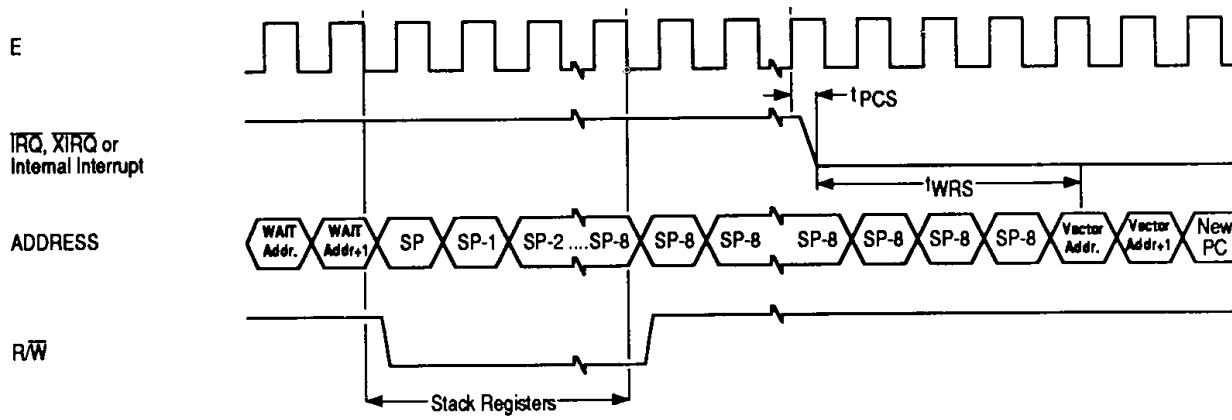 E
t PCS
IRQ, XIRQ or
Internal Interrupt
tWRS
ADDRESS
WAIT Addr. WAIT Addr+1 SP SP-1 SP-2 ....SP-8 SP-8 SP-8 SP-8 SP-8 SP-8 SP-8 Vector Addr. Vector Addr+1 New PC
R/W
Stack Registers